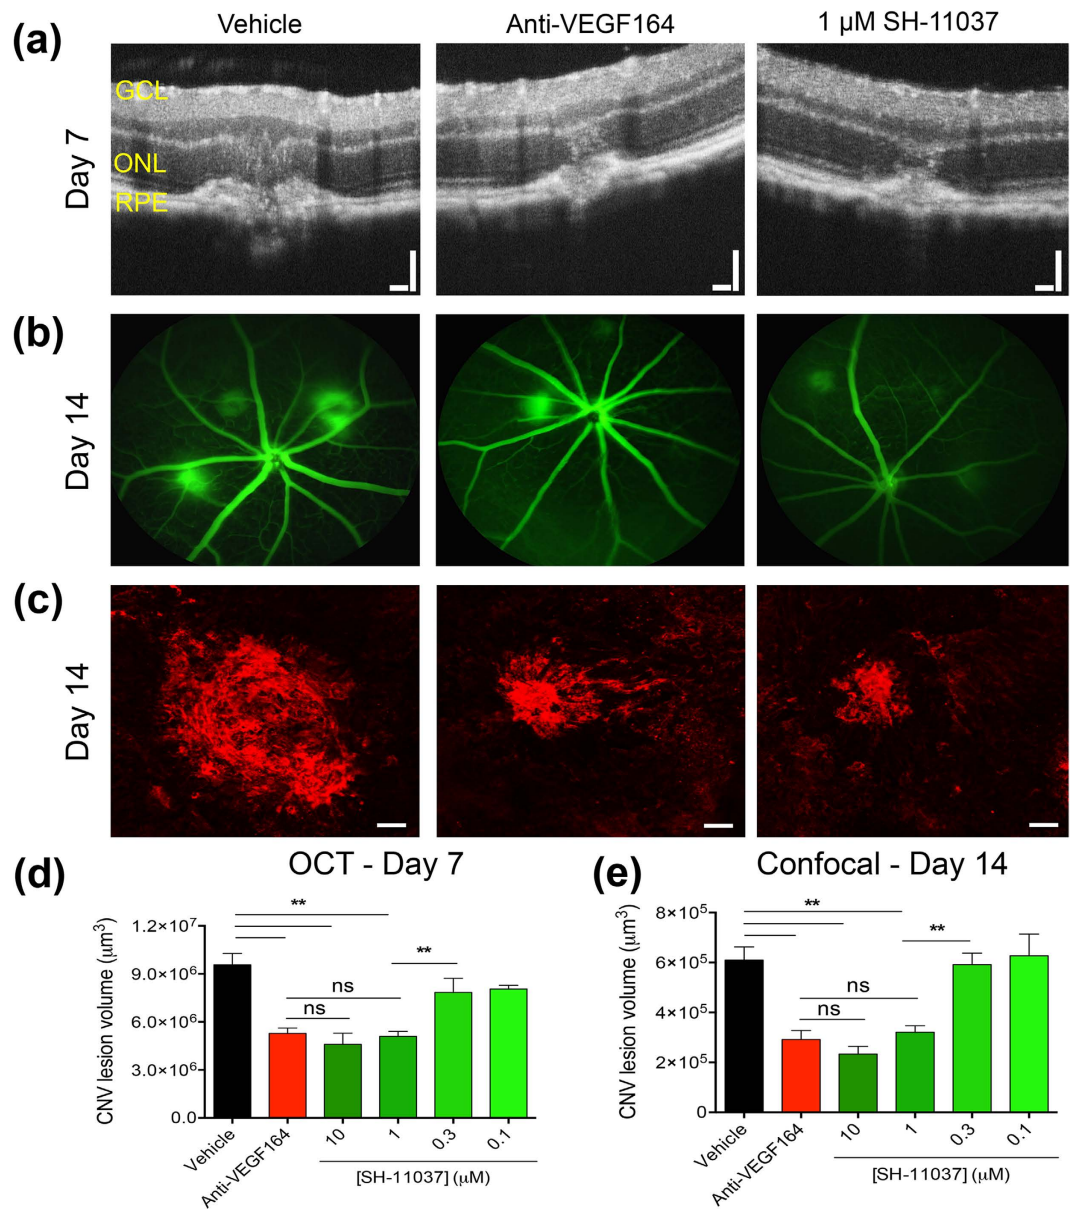 (a)
Vehicle
Anti-VEGF164
1 µM SH-11037
Day 7
GCL
ONL
RPE
(b)
Day 14
(c)
Day 14
(d)
OCT - Day 7
CNV lesion volume (µm³)
1.2×10⁷
9.0×10⁶
6.0×10⁶
3.0×10⁶
0.0
**
**
ns
ns
Vehicle
Anti-VEGF164
10
1
0.3
0.1
[SH-11037] (µM)
(e)
Confocal - Day 14
CNV lesion volume (µm³)
8×10⁵
6×10⁵
4×10⁵
2×10⁵
0
**
**
ns
ns
Vehicle
Anti-VEGF164
10
1
0.3
0.1
[SH-11037] (µM)